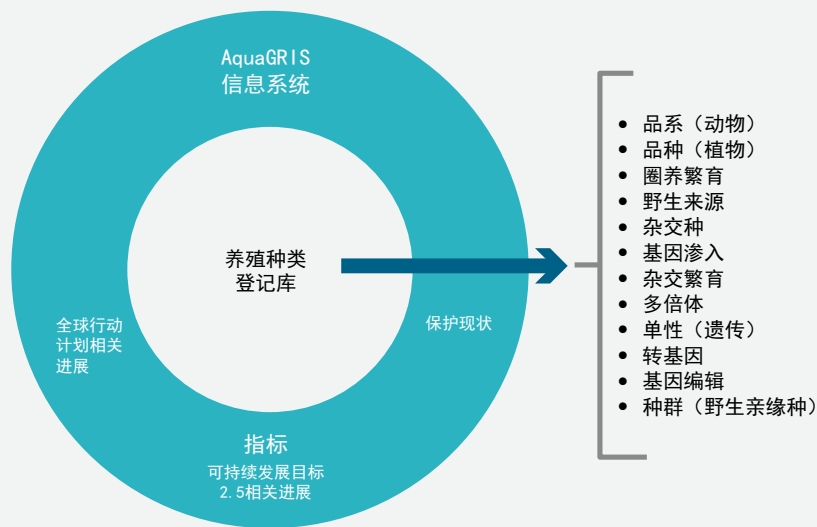 AquaGRIS
信息系统
养殖种类
登记库
全球行动
计划相关
进展
保护现状
指标
可持续发展目标
2.5相关进展
• 品系（动物）
• 品种（植物）
• 圈养繁育
• 野生来源
• 杂交种
• 基因渗入
• 杂交繁育
• 多倍体
• 单性（遗传）
• 转基因
• 基因编辑
• 种群（野生亲缘种）